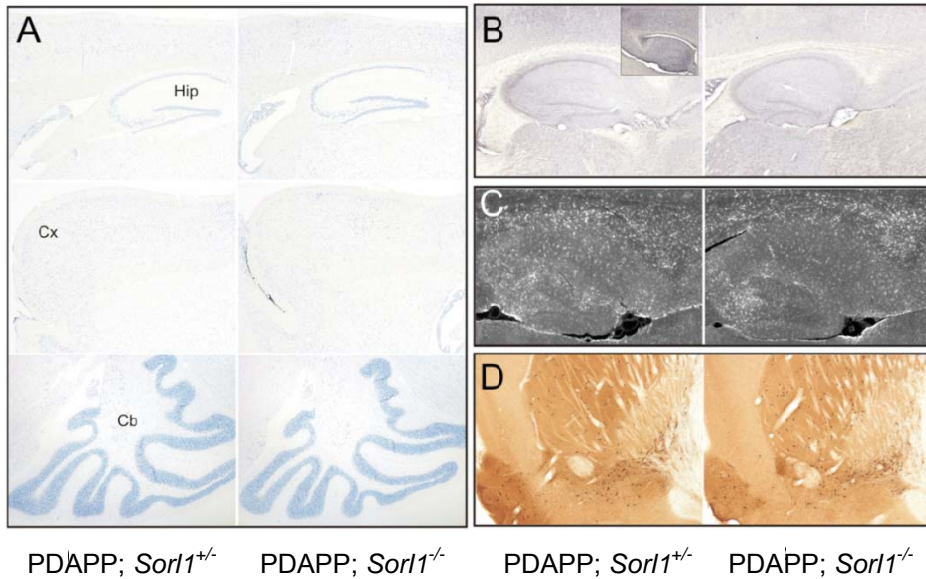 A
B
Hip
C
Cx
D
Cb
PDAPP; Sorl1+/- PDAPP; Sorl1-/- PDAPP; Sorl1+/- PDAPP; Sorl1-/-